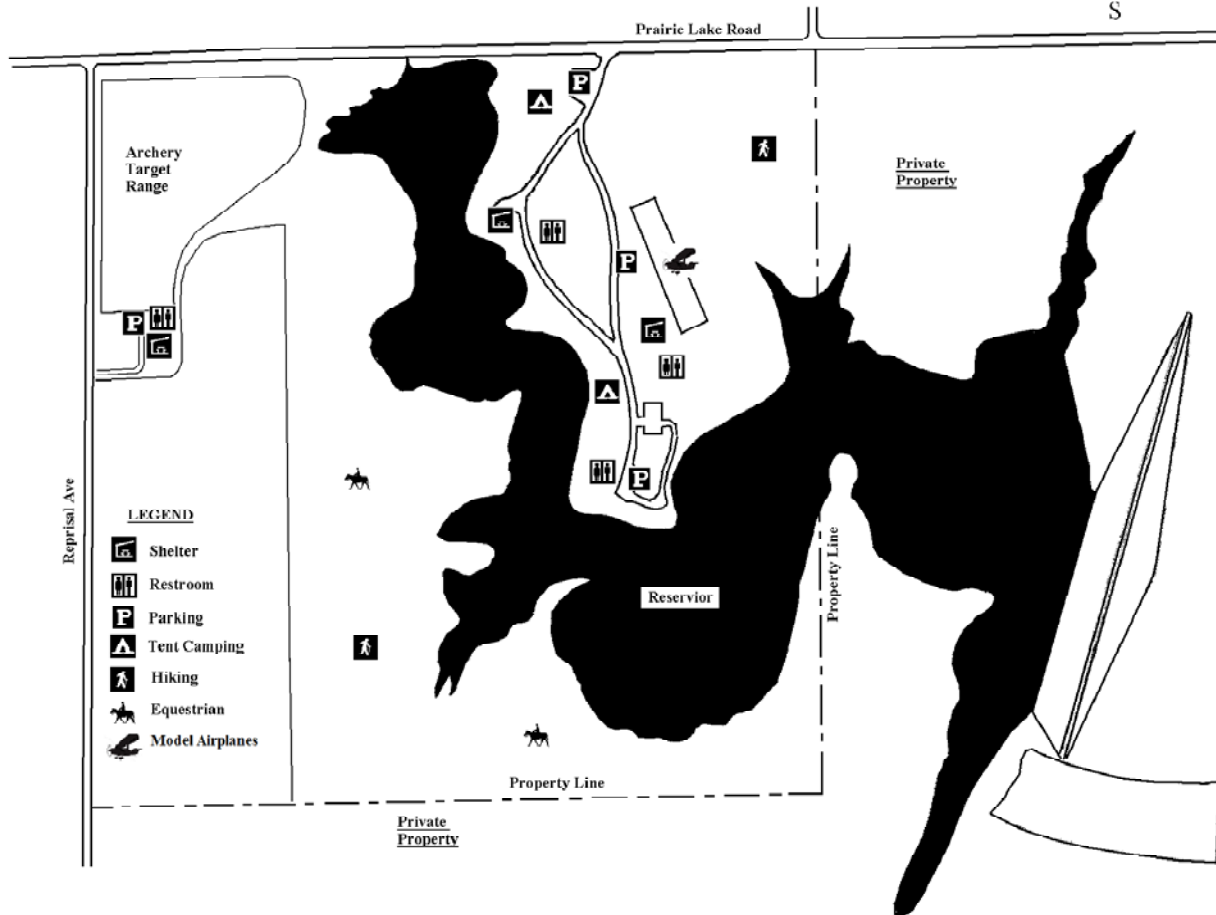 S
Prairie Lake Road
Archery
Target
Range
P
Private
Property
P
P
P
Reprisal Ave
LEGEND
Shelter
Restroom
P
Parking
Tent Camping
Hiking
Equestrian
Model Airplanes
Reservior
Property Line
Property Line
Private
Property